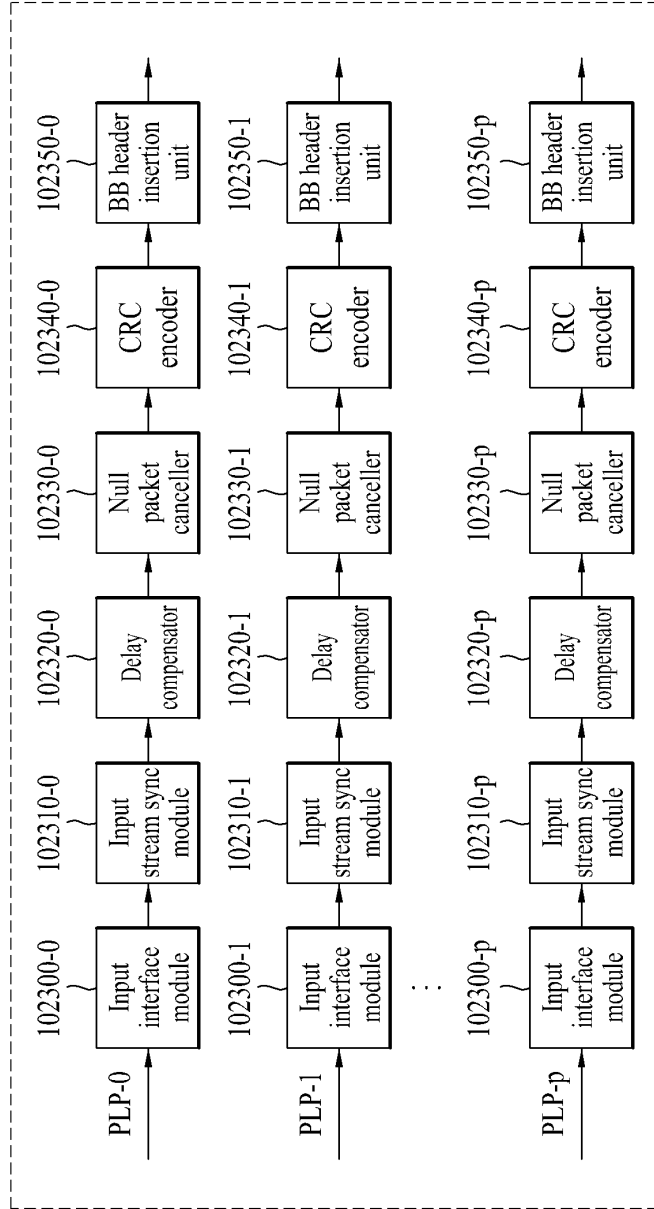 102300-0
102310-0
102320-0
102330-0
102340-0
102350-0
PLP-0
Input
interface
module
Input
stream sync
module
Delay
compensator
Null
packet
canceller
CRC
encoder
BB header
insertion
unit
102300-1
102310-1
102320-1
102330-1
102340-1
102350-1
PLP-1
Input
interface
module
Input
stream sync
module
Delay
compensator
Null
packet
canceller
CRC
encoder
BB header
insertion
unit
...
102300-p
102310-p
102320-p
102330-p
102340-p
102350-p
PLP-p
Input
interface
module
Input
stream sync
module
Delay
compensator
Null
packet
canceller
CRC
encoder
BB header
insertion
unit